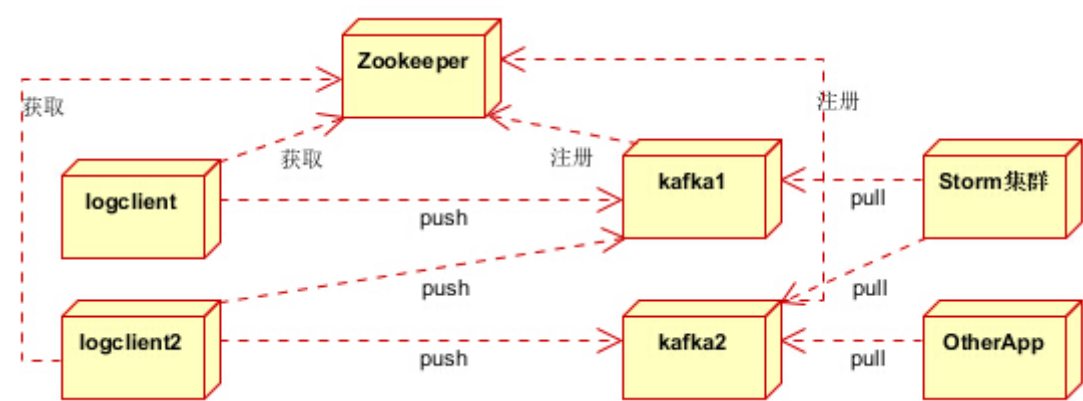 Zookeeper
获取
注册
获取
注册
logclient
kafka1
Storm集群
push
pull
push
pull
logclient2
kafka2
OtherApp
push
pull